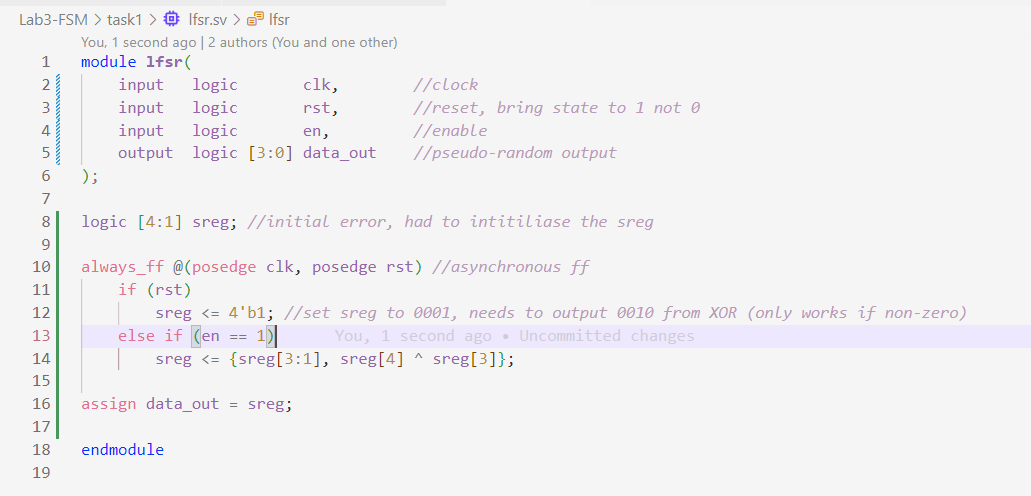 Lab3-FSM > task1 > lfsr.sv > lfsr
You, 1 second ago | 2 authors (You and one other)
1 module lfsr(
2 input logic clk, //clock
3 input logic rst, //reset, bring state to 1 not 0
4 input logic en, //enable
5 output logic [3:0] data_out //pseudo-random output
6 );
7
8 logic [4:1] sreg; //initial error, had to intitiliase the sreg
9
10 always_ff @(posedge clk, posedge rst) //asynchronous ff
11 if (rst)
12 sreg <= 4'b1; //set sreg to 0001, needs to output 0010 from XOR (only works if non-zero)
13 else if (en == 1) You, 1 second ago • Uncommitted changes
14 sreg <= {sreg[3:1], sreg[4] ^ sreg[3]};
15
16 assign data_out = sreg;
17
18 endmodule
19